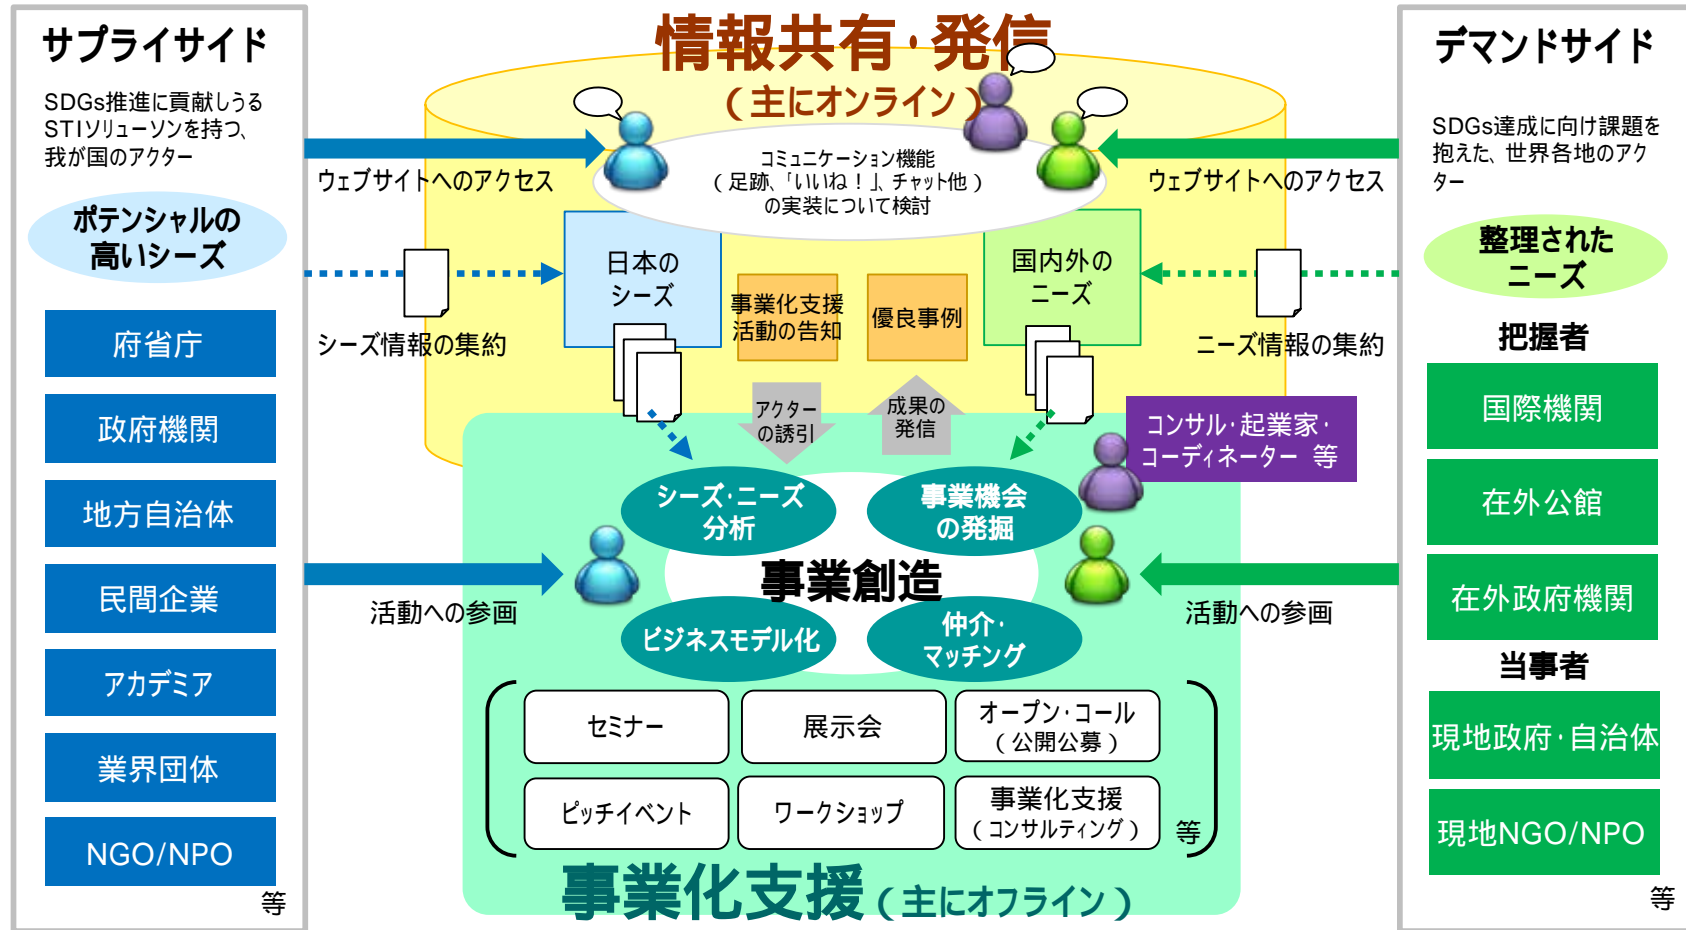 サプライサイド
SDGs推進に貢献しうる
STIソリューソンを持つ、
我が国のアクター
ポテンシャルの
高いシーズ
府省庁
政府機関
地方自治体
民間企業
アカデミア
業界団体
NGO/NPO
等
情報共有・発信
（主にオンライン）
コミュニケーション機能
（足跡、「いいね！」、チャット他）
の実装について検討
ウェブサイトへのアクセス
ウェブサイトへのアクセス
シーズ情報の集約
ニーズ情報の集約
日本の
シーズ
事業化支援
活動の告知
優良事例
国内外の
ニーズ
アクター
の誘引
成果の
発信
コンサル・起業家・
コーディネーター 等
シーズ・ニーズ
分析
事業機会
の発掘
事業創造
ビジネスモデル化
仲介・
マッチング
活動への参画
活動への参画
セミナー
展示会
オープン・コール
（公開公募）
ピッチイベント
ワークショップ
事業化支援
（コンサルティング）
等
事業化支援（主にオフライン）
デマンドサイド
SDGs達成に向け課題を
抱えた、世界各地のアク
ター
整理された
ニーズ
把握者
国際機関
在外公館
在外政府機関
当事者
現地政府・自治体
現地NGO/NPO
等